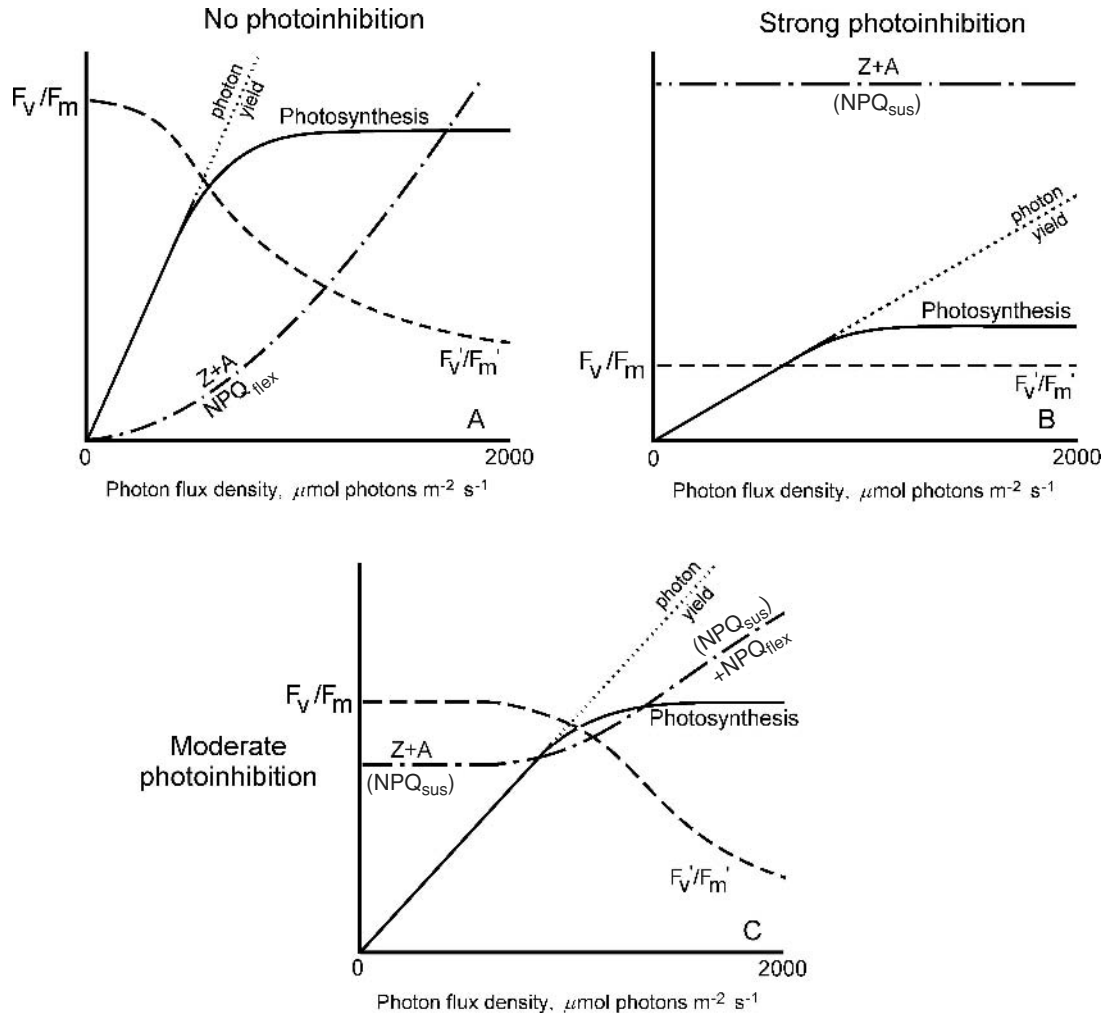 No photoinhibition
Strong photoinhibition
Fv/Fm
photon
yield
Photosynthesis
Z+A
NPQflex
Fv'/Fm'
A
0
2000
Photon flux density, μmol photons m-2 s-1
Z+A
(NPQsus)
photon
yield
Photosynthesis
Fv/Fm
Fv'/Fm'
B
0
2000
Photon flux density, μmol photons m-2 s-1
Moderate
photoinhibition
Fv/Fm
Z+A
(NPQsus)
photon
yield
(NPQsus)
+NPQflex
Photosynthesis
Fv'/Fm'
C
0
2000
Photon flux density, μmol photons m-2 s-1